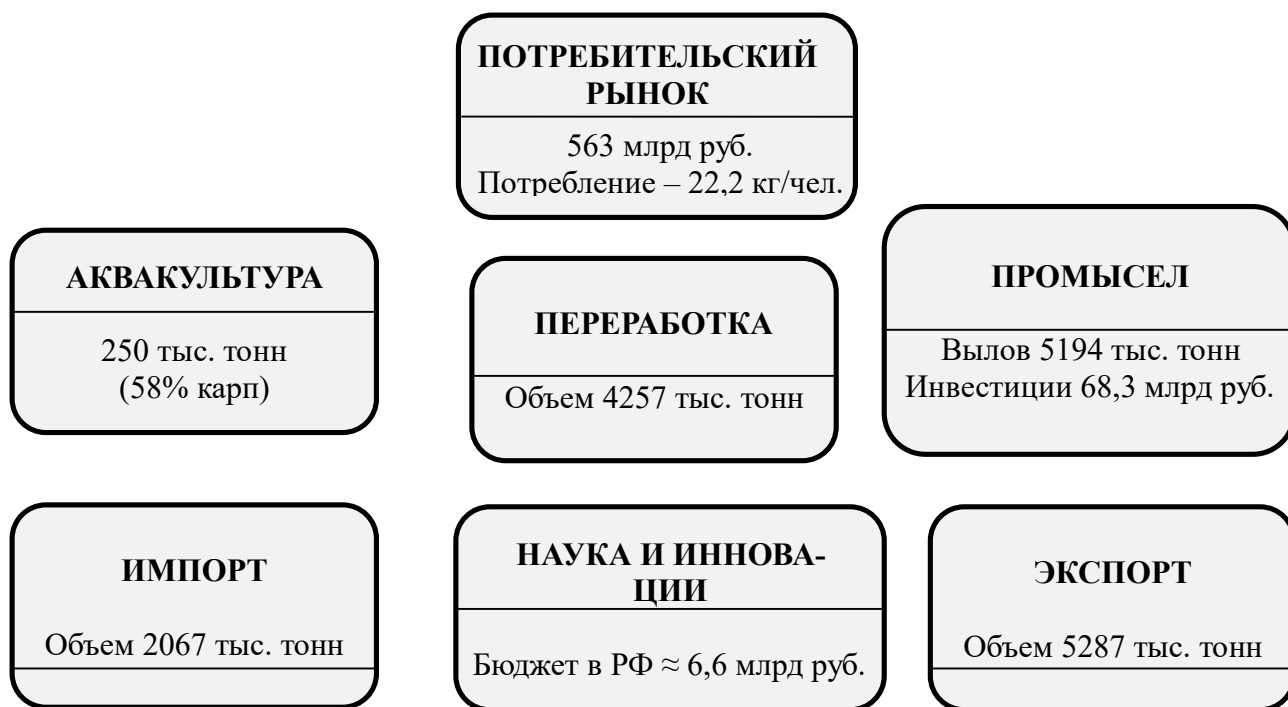 ПОТРЕБИТЕЛЬСКИЙ
РЫНОК
563 млрд руб.
Потребление – 22,2 кг/чел.
АКВАКУЛЬТУРА
250 тыс. тонн
(58% карп)
ПЕРЕРАБОТКА
Объем 4257 тыс. тонн
ПРОМЫСЕЛ
Вылов 5194 тыс. тонн
Инвестиции 68,3 млрд руб.
ИМПОРТ
Объем 2067 тыс. тонн
НАУКА И ИННОВА-
ЦИИ
Бюджет в РФ ≈ 6,6 млрд руб.
ЭКСПОРТ
Объем 5287 тыс. тонн